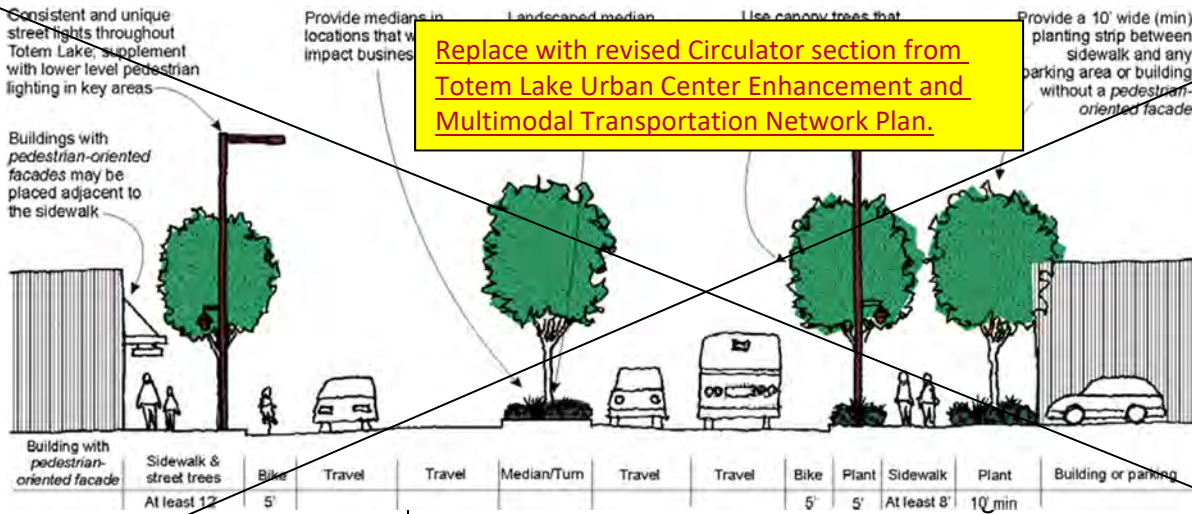 Consistent and unique
street lights throughout
Totem Lake, supplement
with lower level pedestrian
lighting in key areas
Provide medians in
locations that w
impact busines
Landscaped median
Use canopy trees that
Provide a 10' wide (min)
planting strip between
sidewalk and any
parking area or building
without a pedestrian-
oriented facade
Replace with revised Circulator section from
Totem Lake Urban Center Enhancement and
Multimodal Transportation Network Plan.
Buildings with
pedestrian-oriented
facades may be
placed adjacent to
the sidewalk
Building with
pedestrian-
oriented facade
Sidewalk &
street trees
Bike
Travel
Travel
Median/Turn
Travel
Travel
Bike
Plant
Sidewalk
Plant
Building or parking
At least 12'
5'
5'
5'
At least 8'
10' min